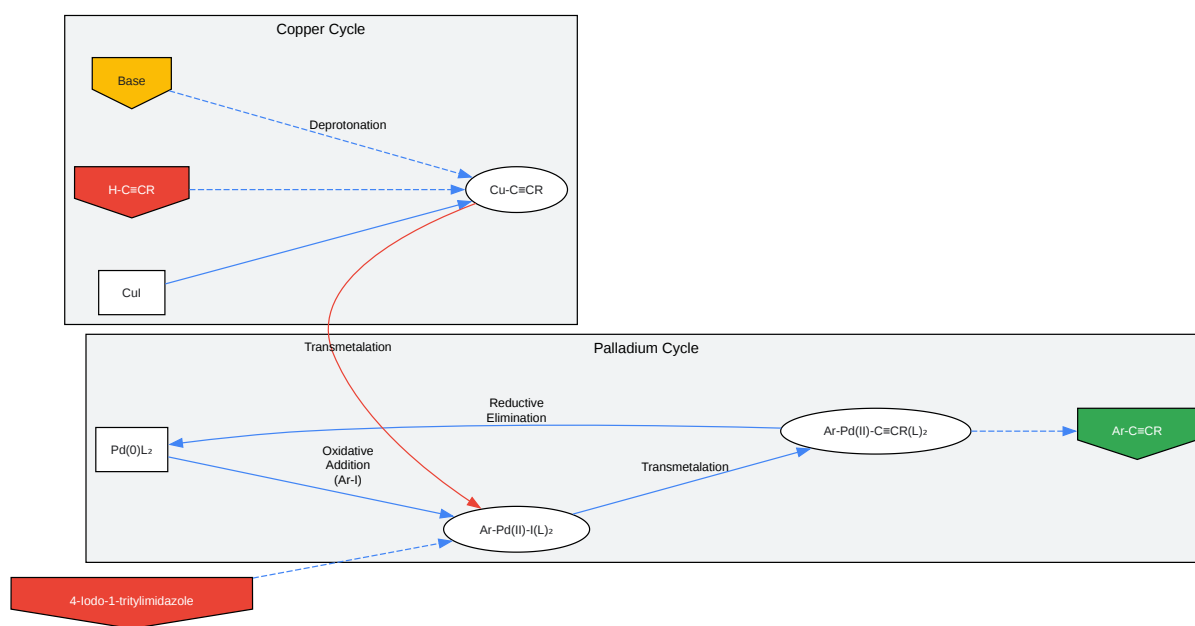 Copper Cycle
Base
Deprotonation
H-C≡CR
Cu-C≡CR
CuI
Transmetalation
Palladium Cycle
Reductive
Elimination
Ar-Pd(II)-C≡CR(L)₂
Ar-C≡CR
Pd(0)L₂
Oxidative
Addition
(Ar-I)
Transmetalation
Ar-Pd(II)-I(L)₂
4-Iodo-1-tritylimidazole